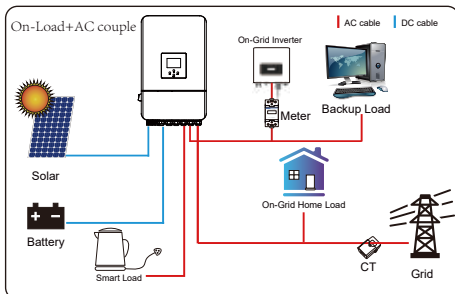 On-Load+AC couple
AC cable
DC cable
On-Grid Inverter
Meter
Backup Load
Solar
On-Grid Home Load
Battery
Smart Load
CT
Grid